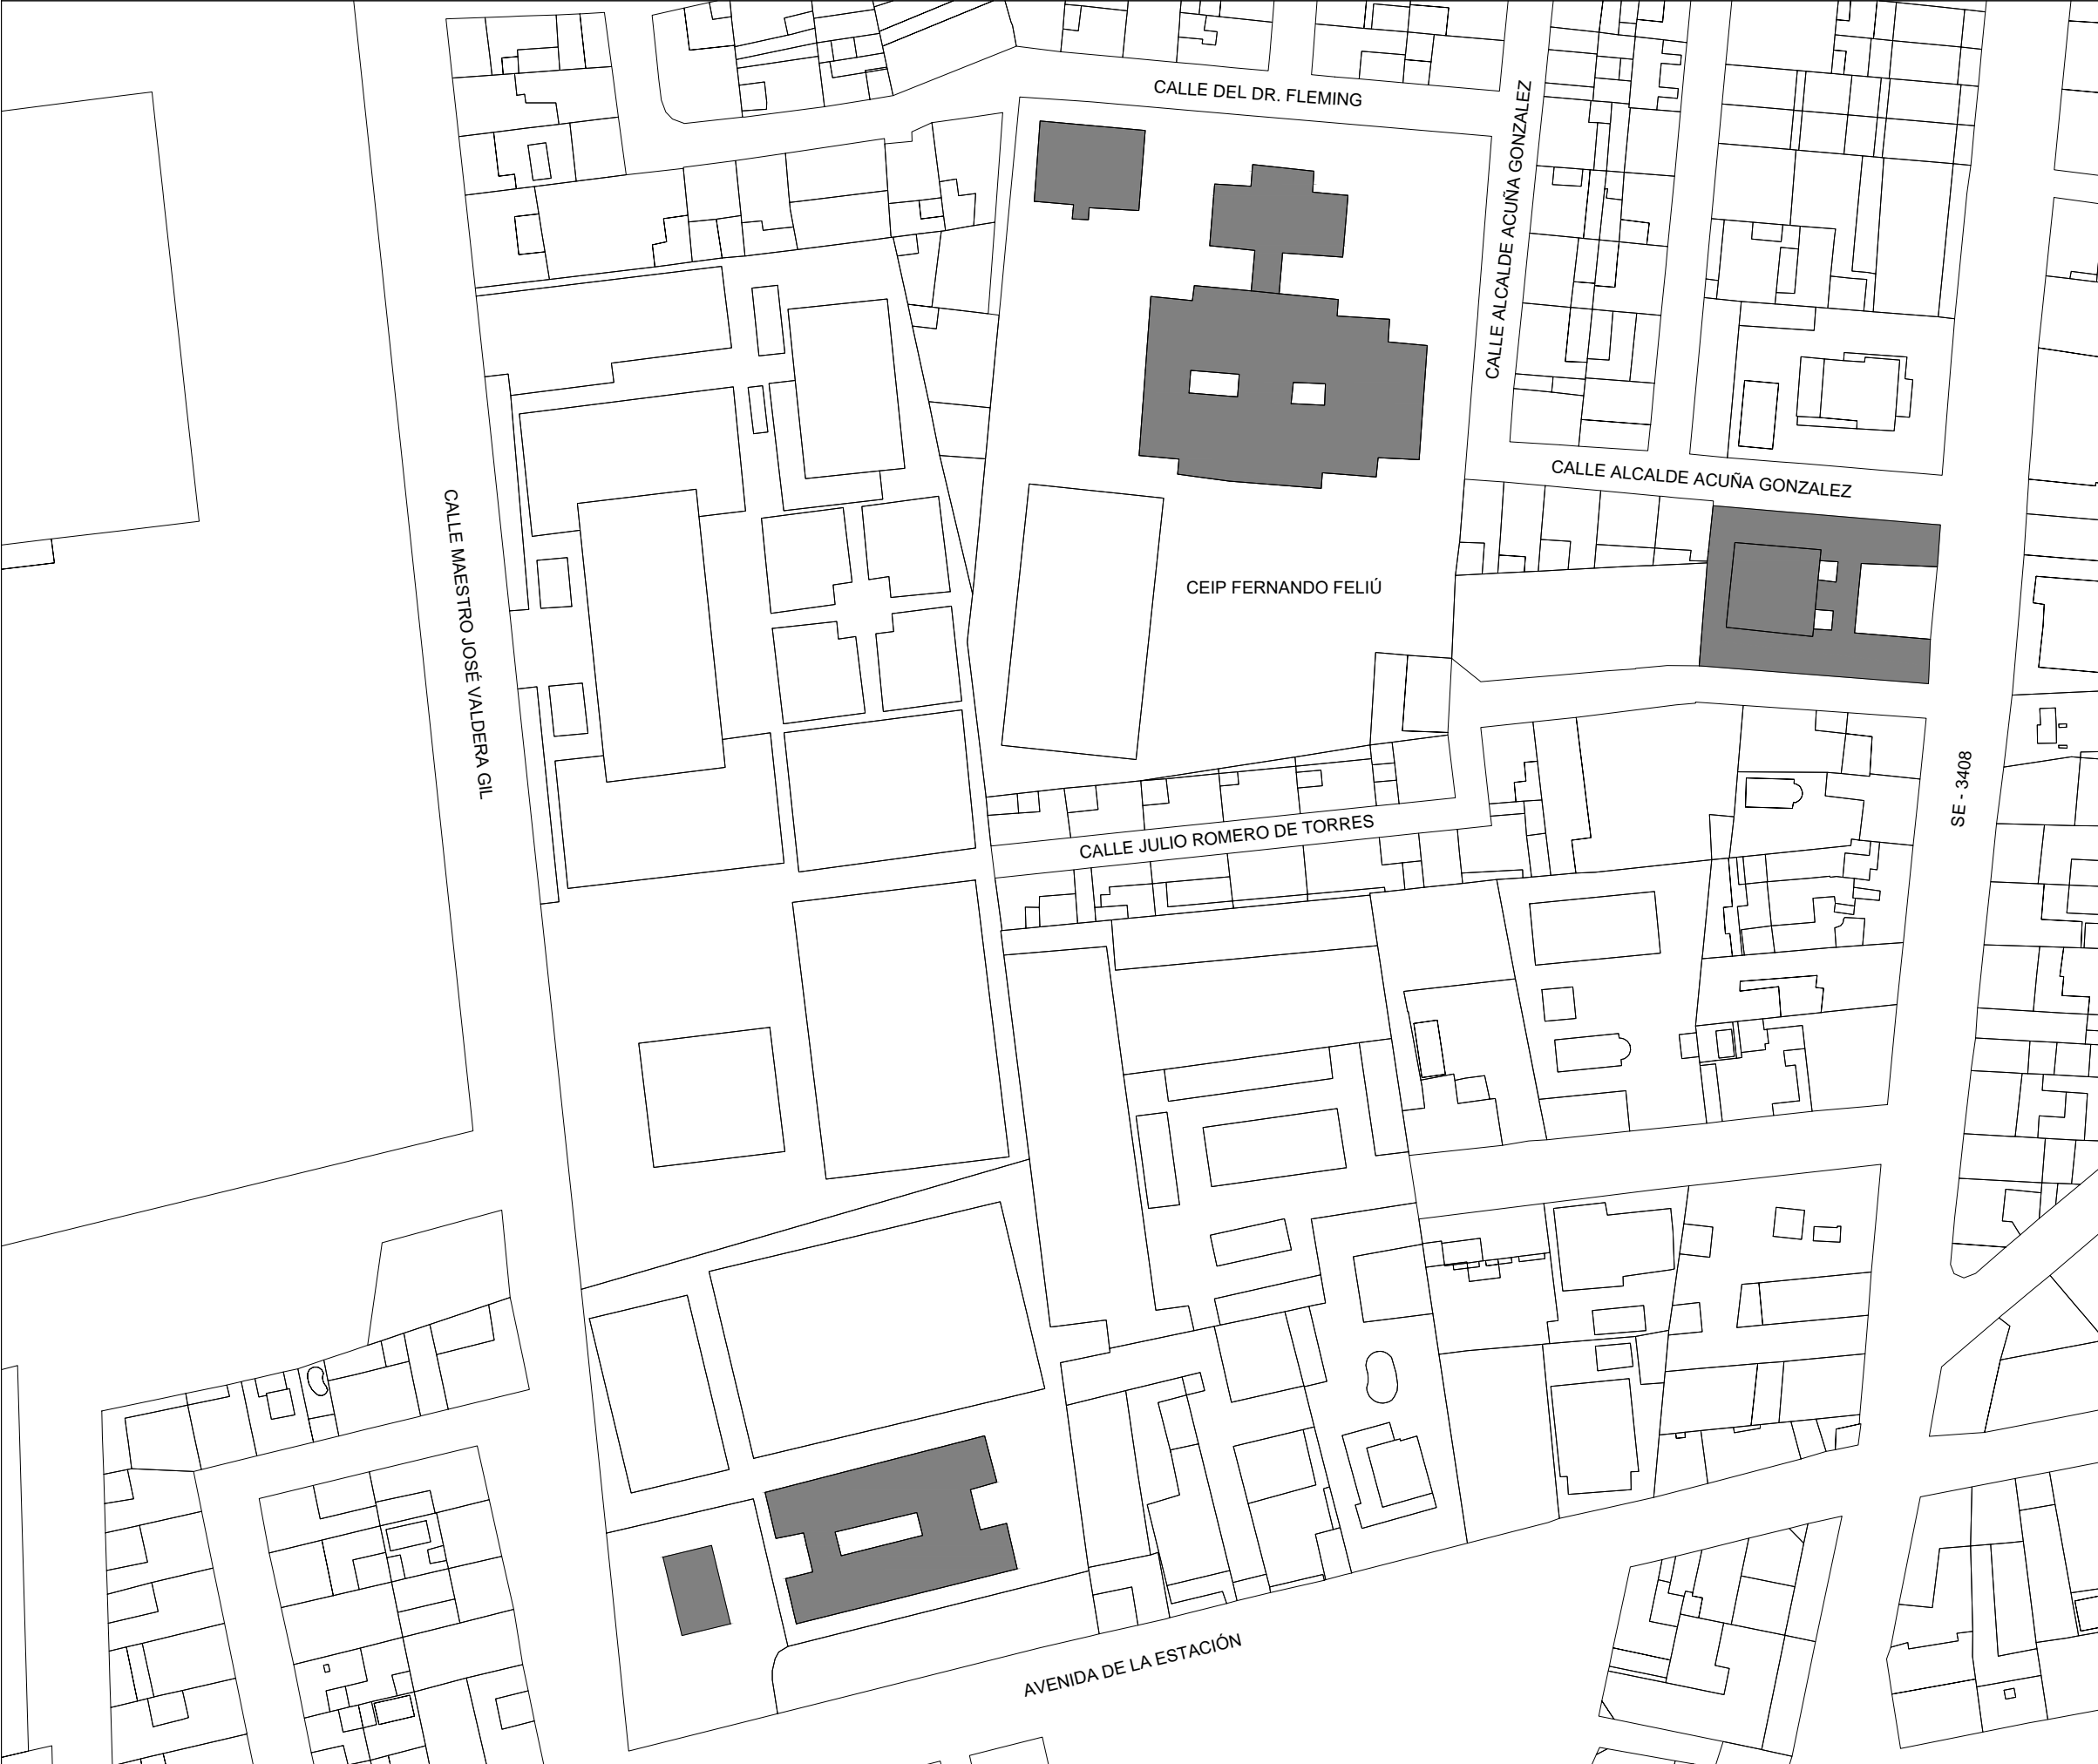 CALLE DEL DR. FLEMING
CALLE ALCALDE ACUÑA GONZALEZ
CALLE ALCALDE ACUÑA GONZALEZ
CALLE MAESTRO JOSÉ VALDERA GIL
CEIP FERNANDO FELIÚ
SE - 3408
CALLE JULIO ROMERO DE TORRES
AVENIDA DE LA ESTACIÓN